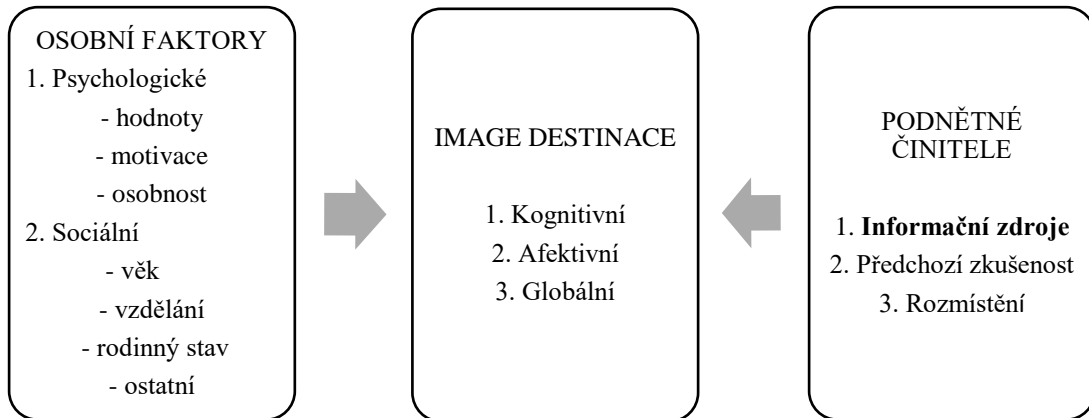 OSOBNÍ FAKTORY
1. Psychologické
- hodnoty
- motivace
- osobnost
2. Sociální
- věk
- vzdělání
- rodinný stav
- ostatní
IMAGE DESTINACE
1. Kognitivní
2. Afektivní
3. Globální
PODNĚTNÉ
ČINITELE
1. Informační zdroje
2. Předchozí zkušenost
3. Rozmístění